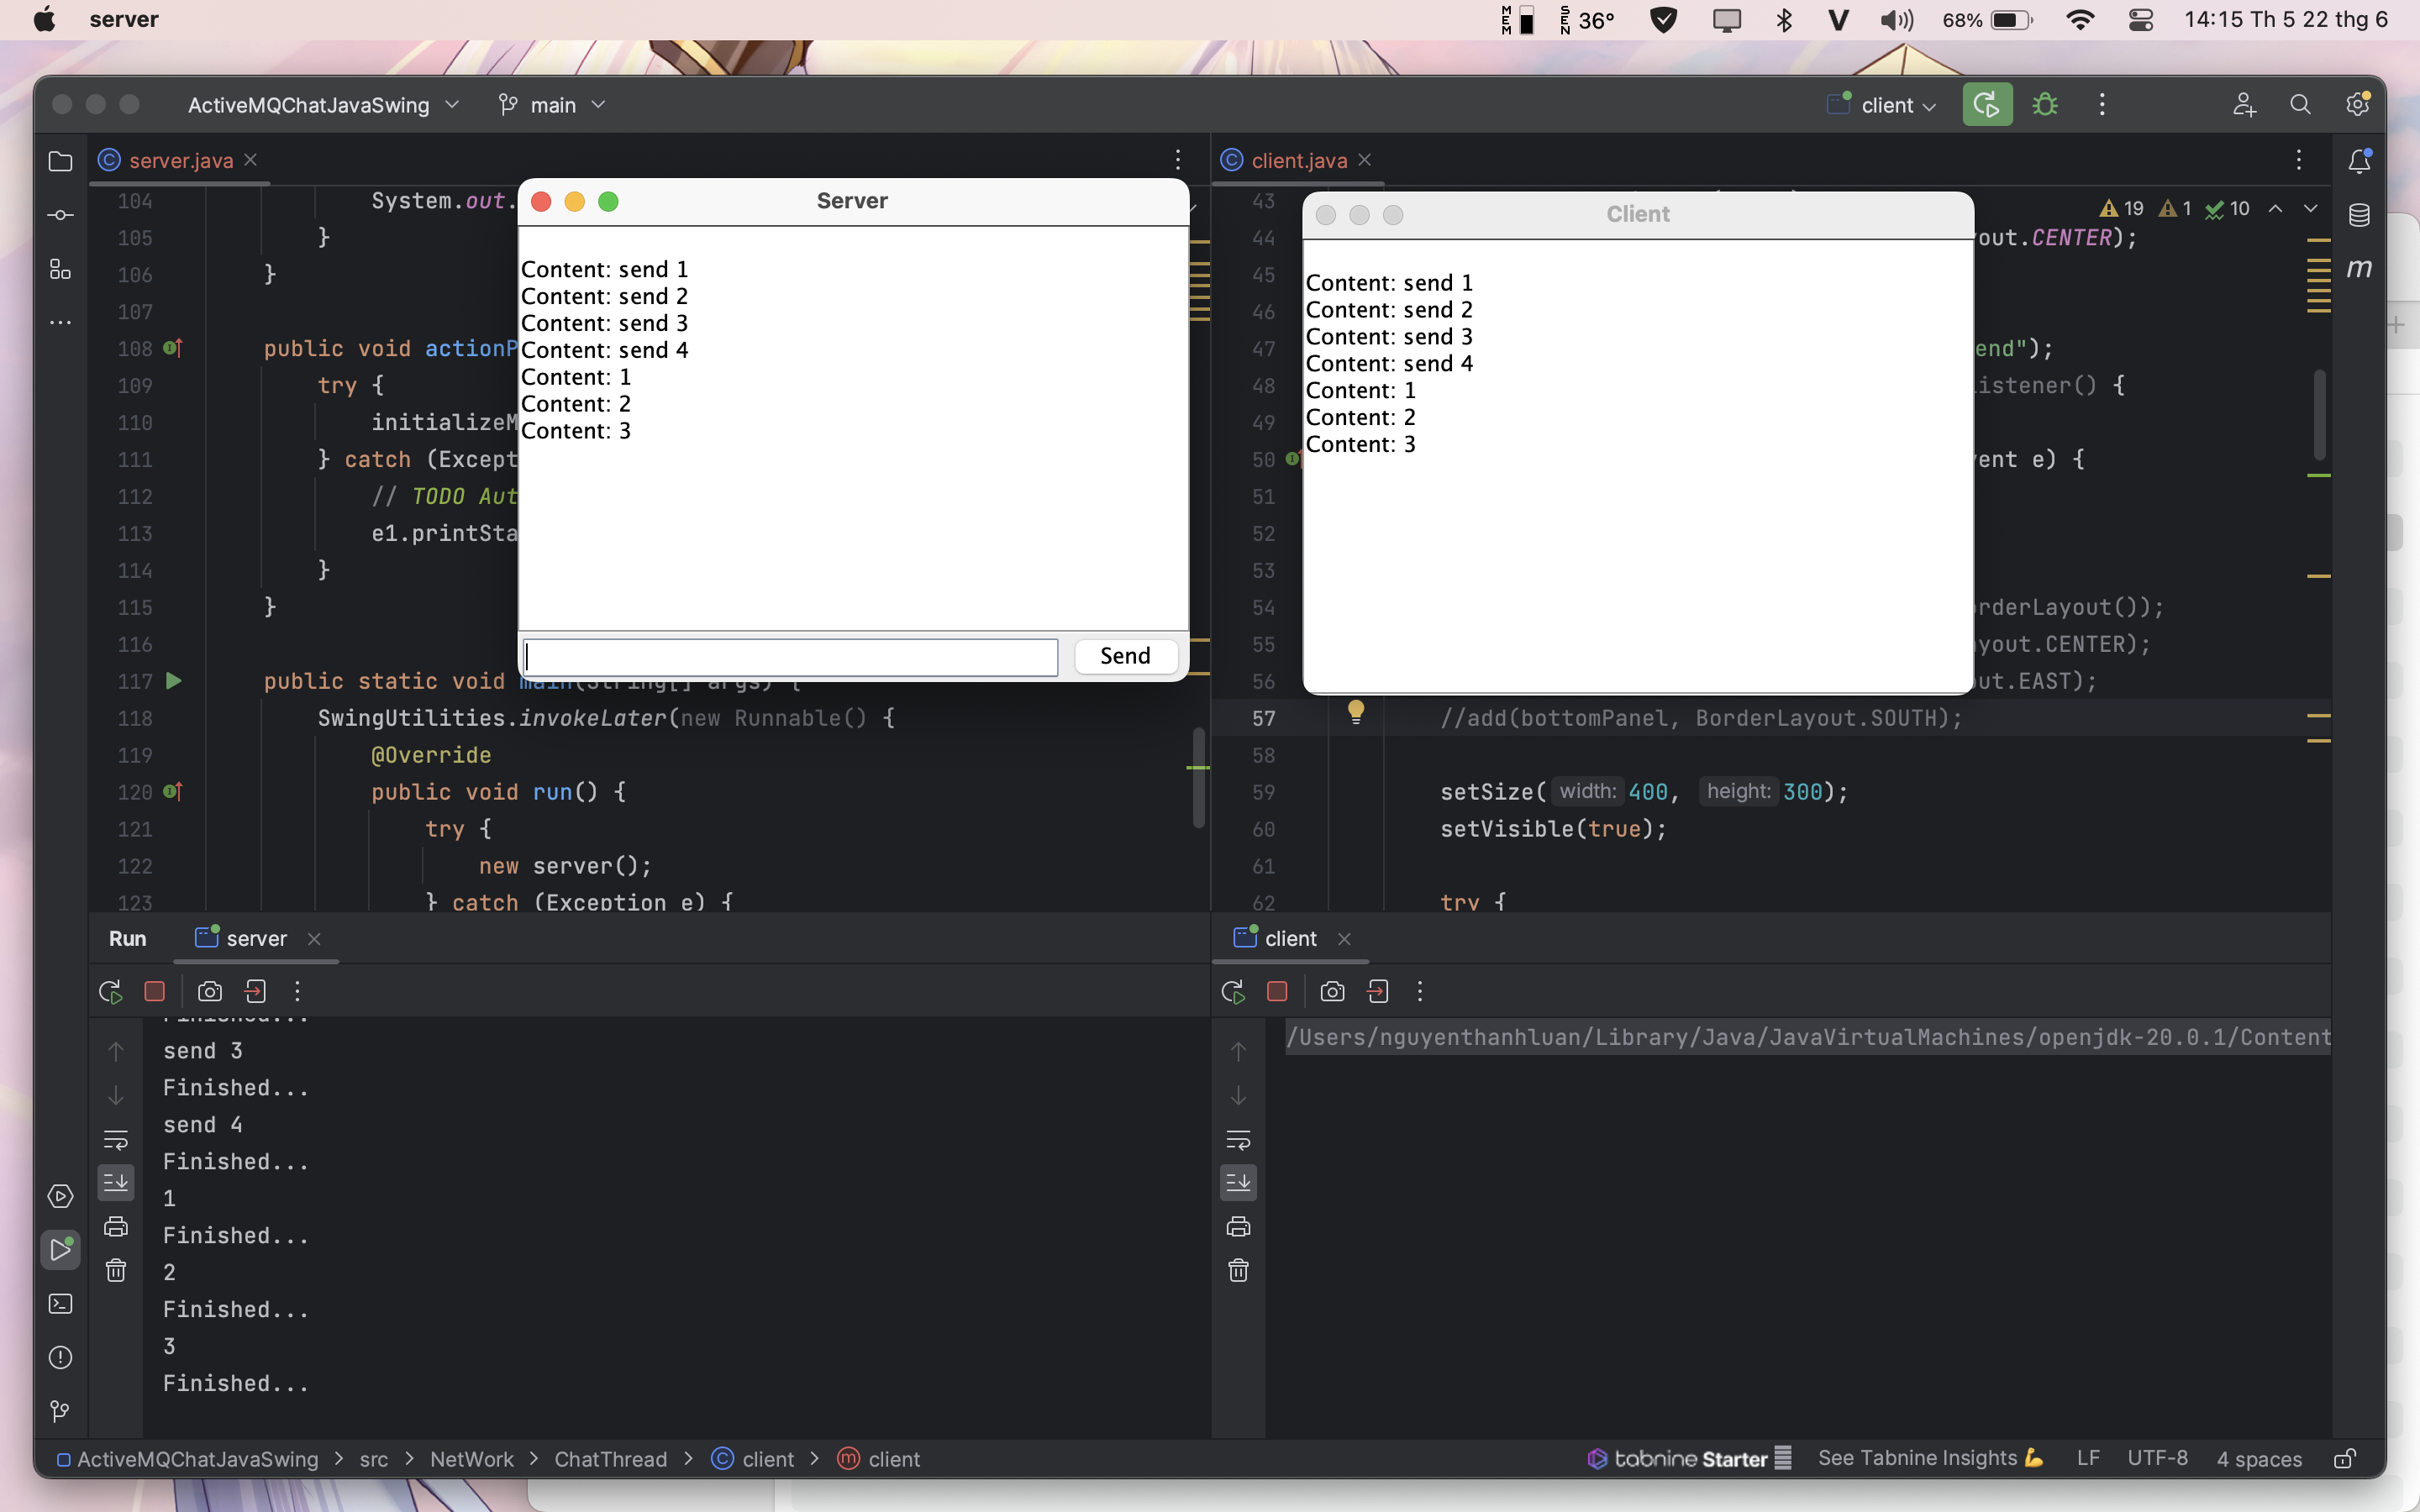 server
MEM
SEN 36°
V
68%
14:15 Th 5 22 thg 6
ActiveMQChatJavaSwing
main
client
server.java
104 System.out.
105 }
106 }
107
108 public void actionP
109 try {
110 initializeM
111 } catch (Except
112 // TODO Aut
113 e1.printSta
114 }
115 }
116
117 public static void main(String[] args) {
118 SwingUtilities.invokeLater(new Runnable() {
119 @Override
120 public void run() {
121 try {
122 new server();
123 } catch (Exception e) {
Server
Content: send 1
Content: send 2
Content: send 3
Content: send 4
Content: 1
Content: 2
Content: 3
Send
client.java
19 1 10
43
44 out.CENTER);
45
46
47 end");
48 istener() {
49
50 ent e) {
51
52
53
54 rderLayout());
55 yout.CENTER);
56 ut.EAST);
57 //add(bottomPanel, BorderLayout.SOUTH);
58
59 setSize( width: 400, height: 300);
60 setVisible(true);
61
62 try {
Client
Content: send 1
Content: send 2
Content: send 3
Content: send 4
Content: 1
Content: 2
Content: 3
m
Run
server
Finished...
send 3
Finished...
send 4
Finished...
1
Finished...
2
Finished...
3
Finished...
client
/Users/nguyenthanhluan/Library/Java/JavaVirtualMachines/openjdk-20.0.1/Content
ActiveMQChatJavaSwing > src > NetWork > ChatThread > client > client
tabnine Starter
See Tabnine Insights 💪
LF
UTF-8
4 spaces